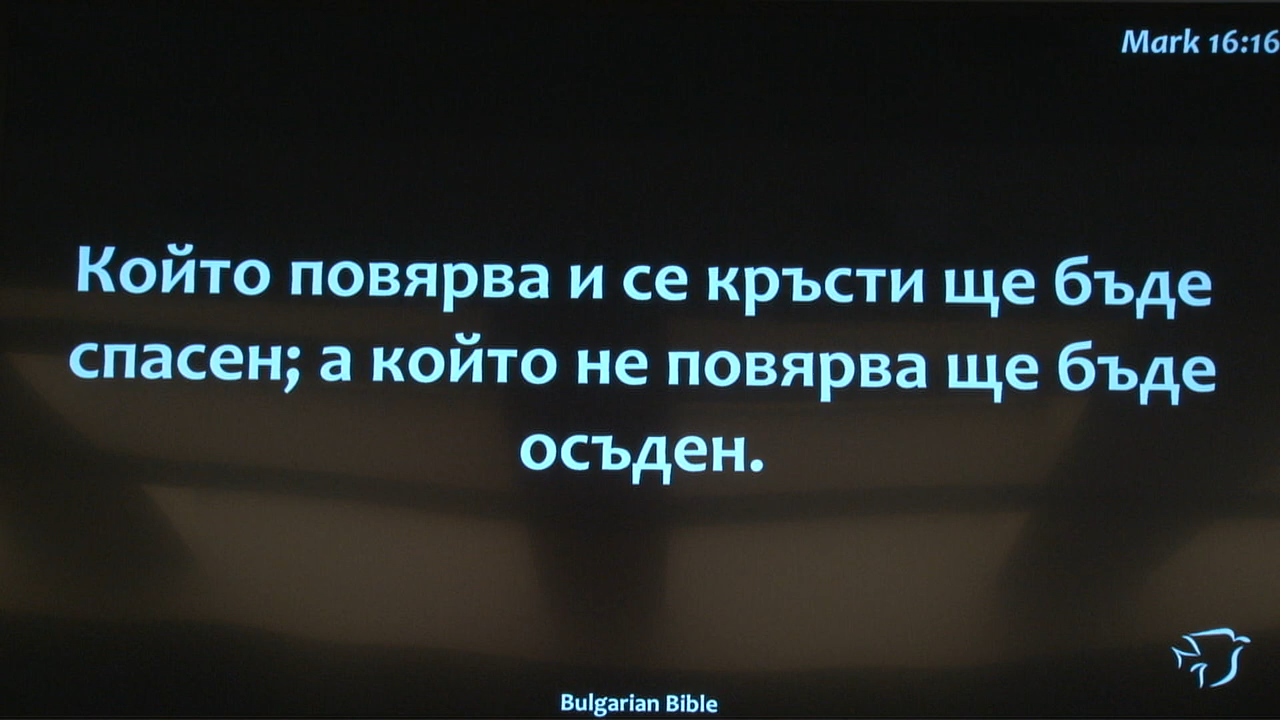 Mark 16:16
Който повярва и се кръсти ще бъде
спасен; а който не повярва ще бъде
осъден.
Bulgarian Bible